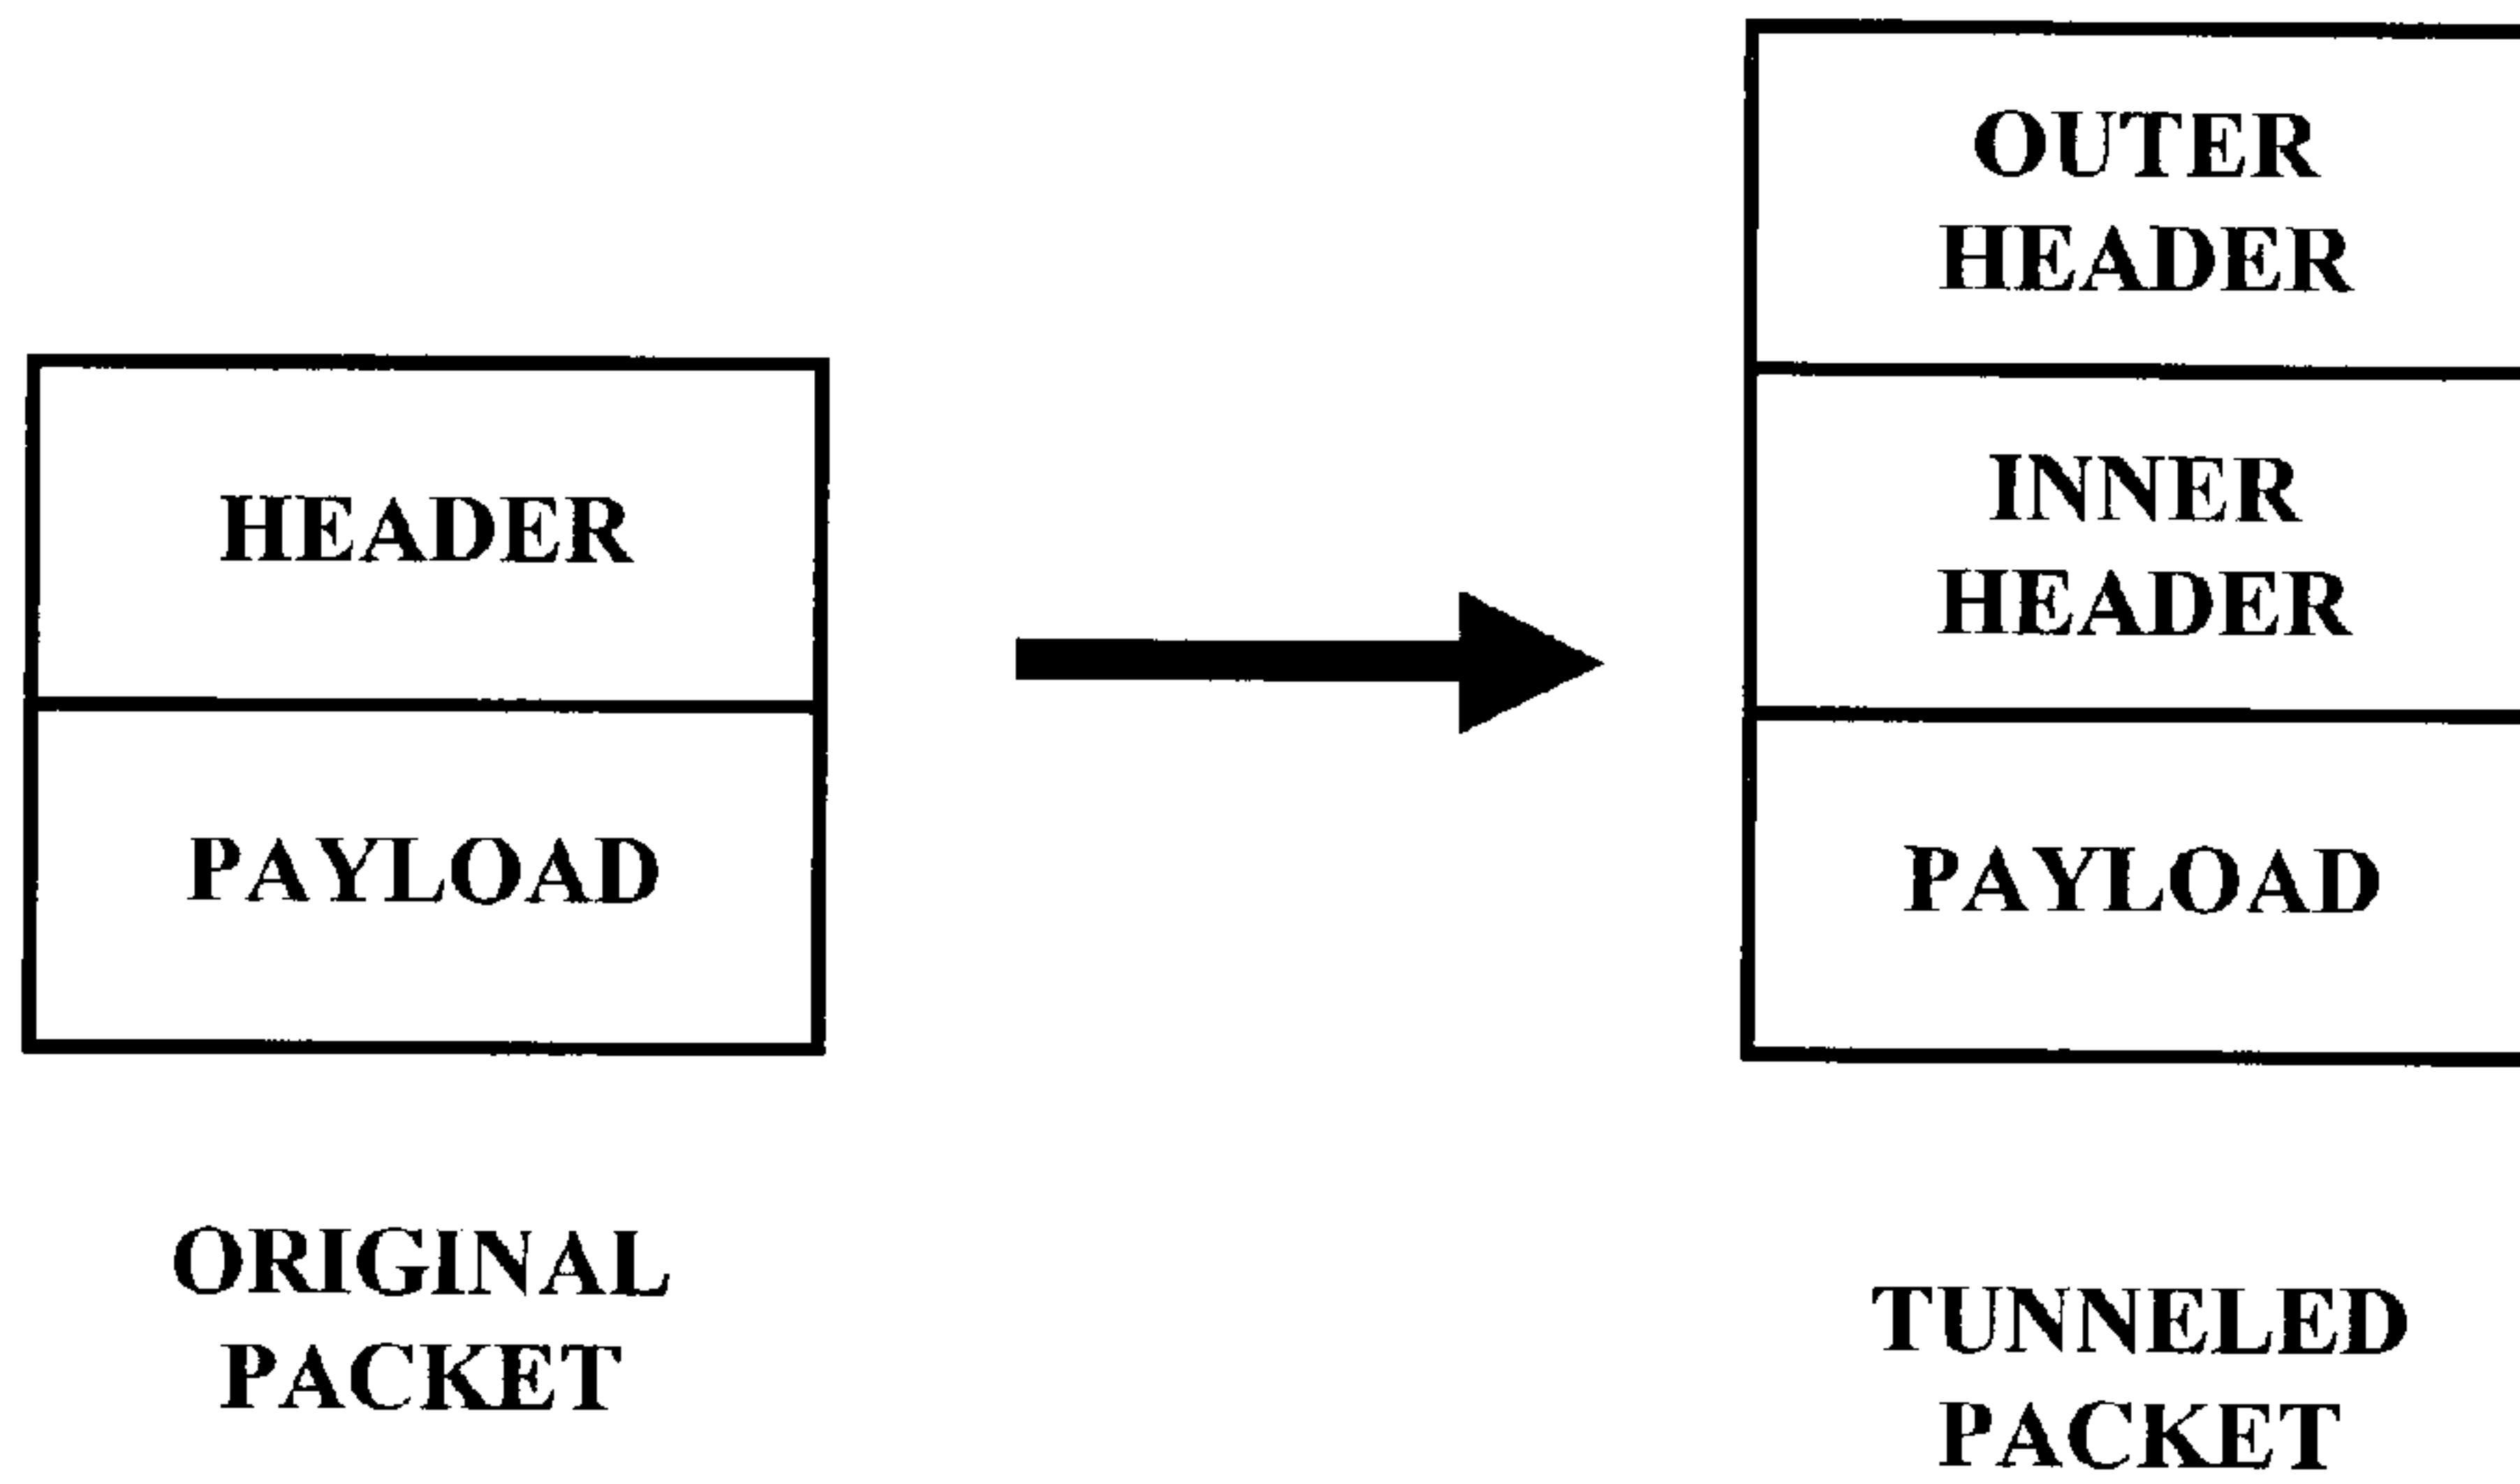 HEADER
PAYLOAD
ORIGINAL
PACKET
OUTER
HEADER
INNER
HEADER
PAYLOAD
TUNNELED
PACKET